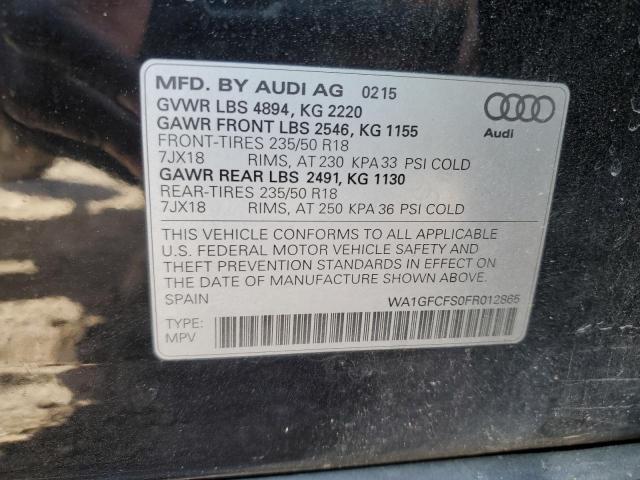 MFD. BY AUDI AG 0215
GVWR LBS 4894, KG 2220
GAWR FRONT LBS 2546, KG 1155
FRONT-TIRES 235/50 R18
7JX18 RIMS, AT 230 KPA 33 PSI COLD
GAWR REAR LBS 2491, KG 1130
REAR-TIRES 235/50 R18
7JX18 RIMS, AT 250 KPA 36 PSI COLD
Audi
THIS VEHICLE CONFORMS TO ALL APPLICABLE
U.S. FEDERAL MOTOR VEHICLE SAFETY AND
THEFT PREVENTION STANDARDS IN EFFECT ON
THE DATE OF MANUFACTURE SHOWN ABOVE.
SPAIN WA1GFCFS0FR012865
TYPE:
MPV